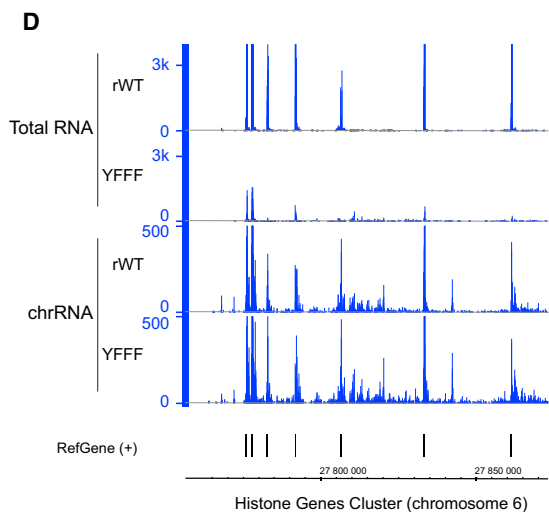 D
Total RNA
rWT
3k
0
YFFF
3k
0
chrRNA
rWT
500
0
YFFF
500
0
RefGene (+)
27 800 000 27 850 000
Histone Genes Cluster (chromosome 6)